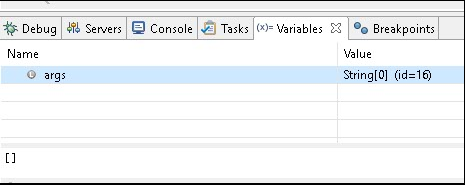 Debug Servers Console Tasks (x)= Variables Breakpoints
Name Value
args String[0] (id=16)
[]